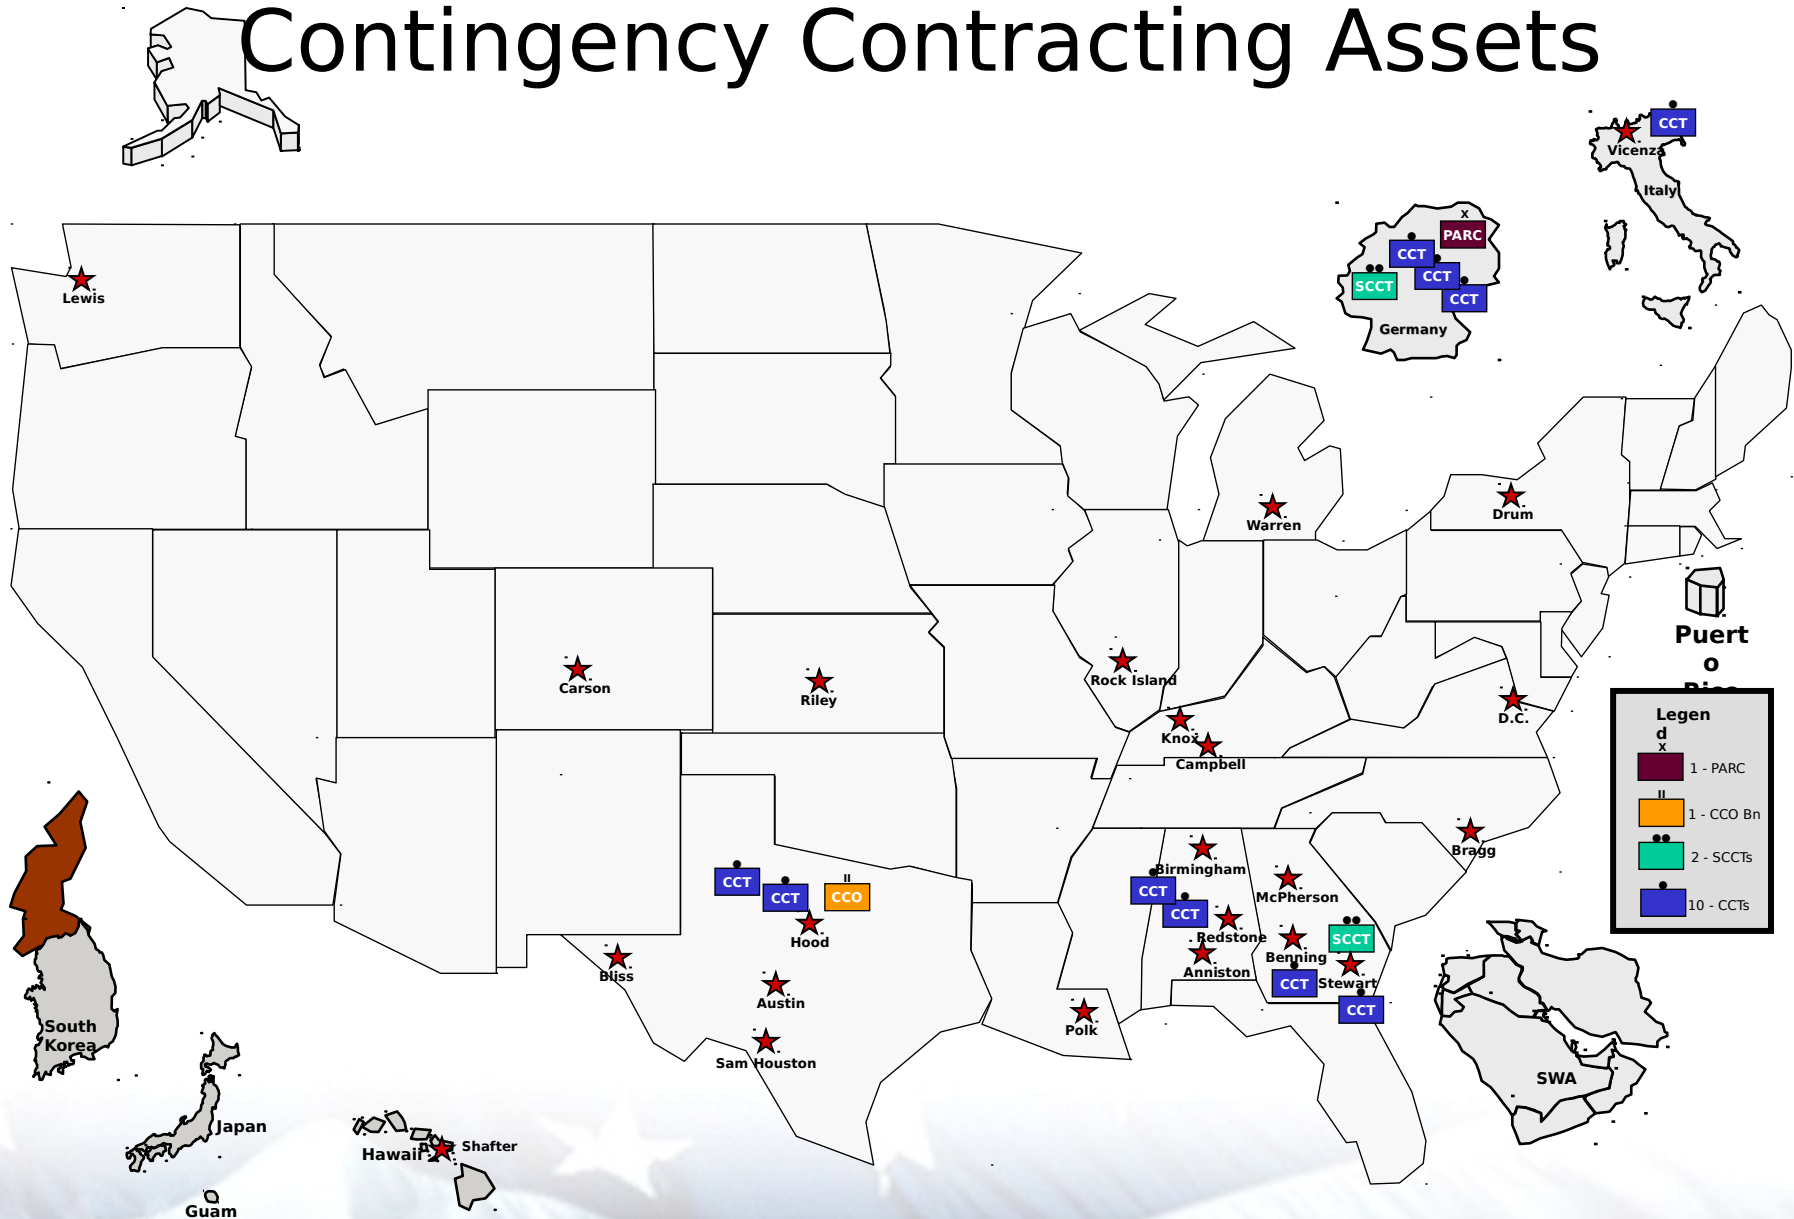 Contingency Contracting Assets
CCT
Vicenza
Italy
X
PARC
CCT
CCT
SCCT
CCT
Germany
Lewis
Warren
Drum
Puert
o
Rico
Carson
Riley
Rock Island
D.C.
Knox
Campbell
Legen
d
X
1 - PARC
II
1 - CCO Bn
2 - SCCTs
10 - CCTs
Bragg
Birmingham
McPherson
CCT
CCT
II
CCO
CCT
CCT
Hood
Redstone
SCCT
Benning
Anniston
Bliss
CCT
Stewart
Austin
CCT
Polk
Sam Houston
South
Korea
SWA
Japan
Hawaii
Shafter
Guam